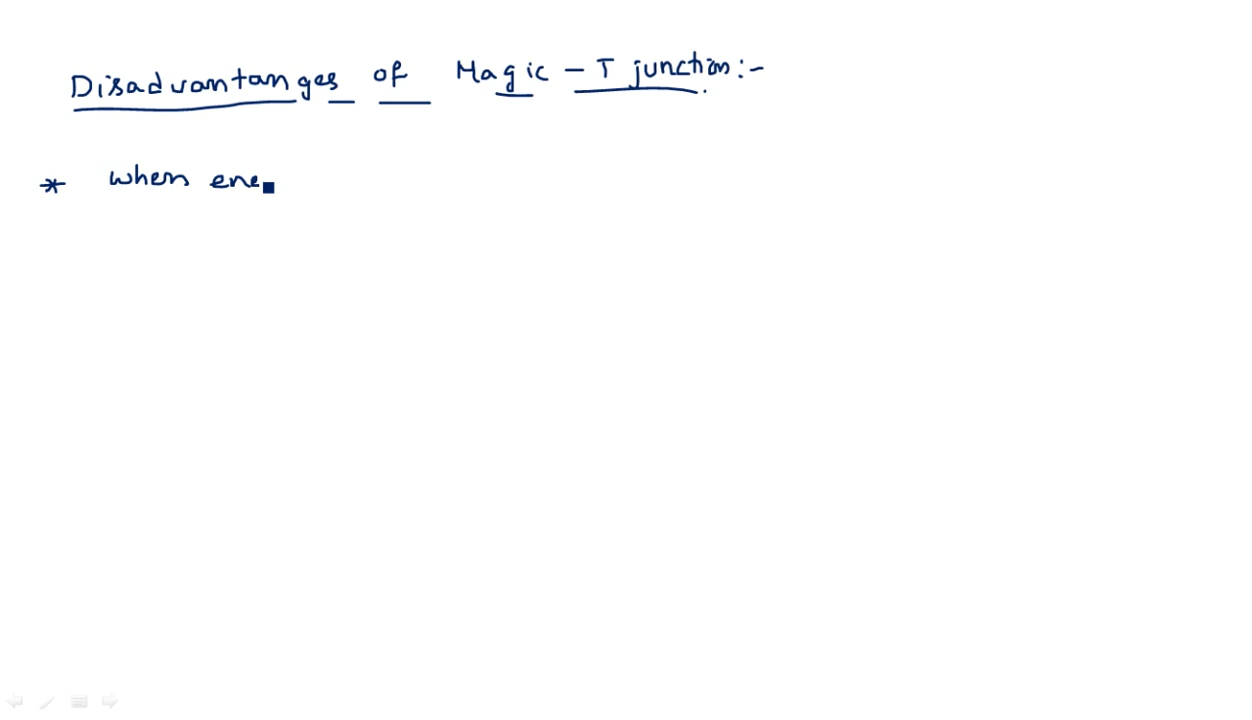 Disadvantanges of Magic - T junction :-
* when ene